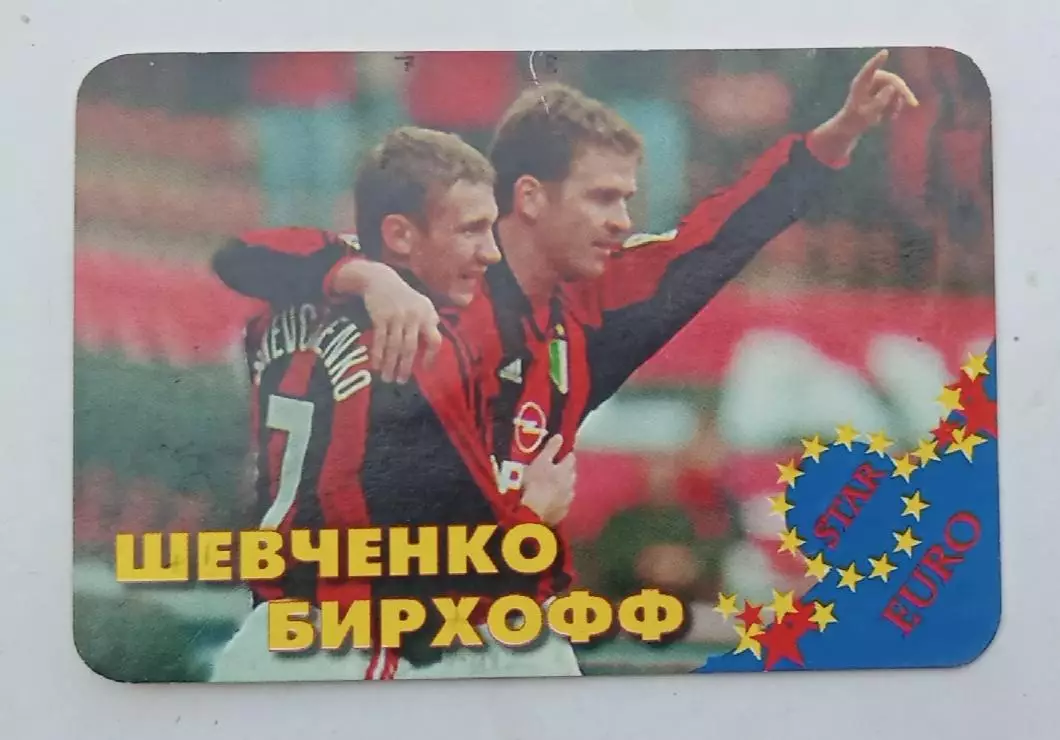 SHEVCHENKO
7
ШЕВЧЕНКО
БИРХОФФ
STAR
EURO